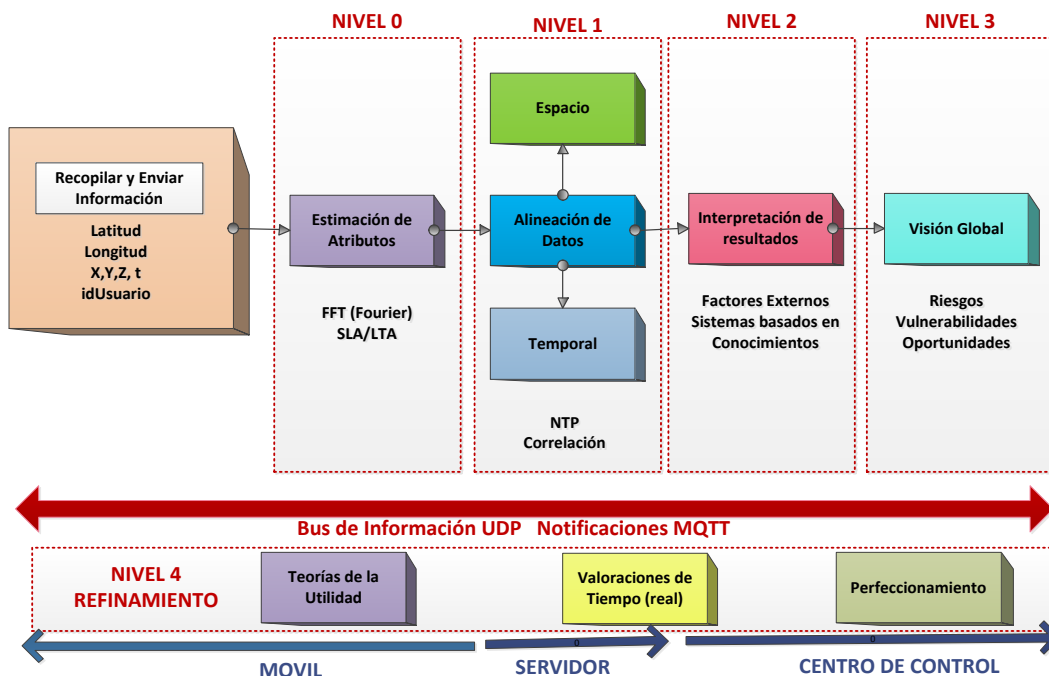 NIVEL 0
NIVEL 1
NIVEL 2
NIVEL 3
Recopilar y Enviar
Información
Latitud
Longitud
X,Y,Z, t
idUsuario
Estimación de
Atributos
FFT (Fourier)
SLA/LTA
Espacio
Alineación de
Datos
Temporal
NTP
Correlación
Interpretación de
resultados
Factores Externos
Sistemas basados en
Conocimientos
Visión Global
Riesgos
Vulnerabilidades
Oportunidades
Bus de Información UDP Notificaciones MQTT
NIVEL 4
REFINAMIENTO
Teorías de la
Utilidad
Valoraciones de
Tiempo (real)
Perfeccionamiento
0
0
MOVIL
SERVIDOR
CENTRO DE CONTROL